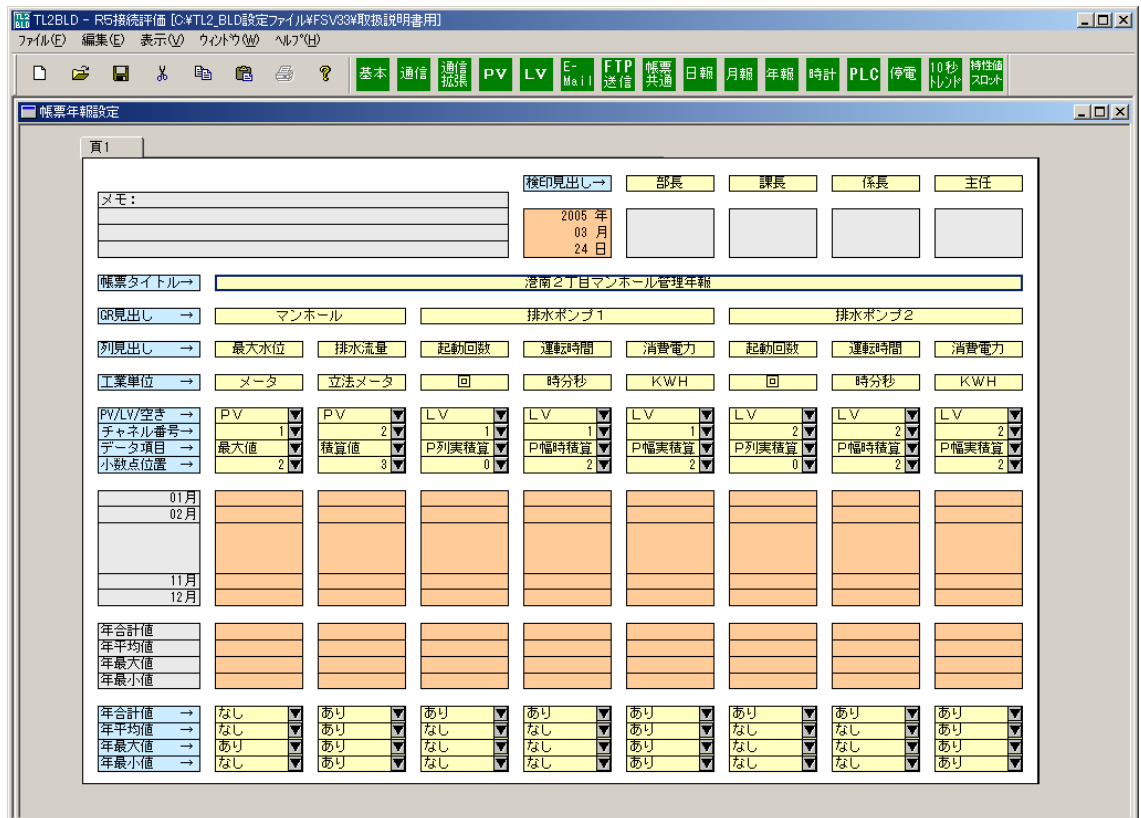 TL2BLD - R5接続評価 [C:¥TL2_BLD設定ファイル¥FSV33¥取扱説明書用]
ファイル(F) 編集(E) 表示(V) ウィンドウ(W) ヘルプ(H)
基本 通信 通信拡張 PV LV E-Mail FTP送信 帳票共通 日報 月報 年報 時計 PLC 停電 10秒トレンド 特性値スロット
帳票年報設定
頁1
検印見出し→ 部長 課長 係長 主任
メモ:
2005 年
03 月
24 日
帳票タイトル→ 港南2丁目マンホール管理年報
GR見出し → マンホール 排水ポンプ1 排水ポンプ2
列見出し → 最大水位 排水流量 起動回数 運転時間 消費電力 起動回数 運転時間 消費電力
工業単位 → メータ 立法メータ 回 時分秒 KWH 回 時分秒 KWH
PV/LV/空き → PV PV LV LV LV LV LV LV
チャネル番号→ 1 2 1 1 1 2 2 2
データ項目 → 最大値 積算値 P列実積算 P幅時積算 P幅実積算 P列実積算 P幅時積算 P幅実積算
小数点位置 → 2 3 0 2 2 0 2 2
01月
02月
11月
12月
年合計値
年平均値
年最大値
年最小値
年合計値 → なし あり あり あり あり あり あり あり
年平均値 → なし あり なし なし あり なし なし あり
年最大値 → あり あり なし なし あり なし なし あり
年最小値 → なし あり なし なし あり なし なし あり